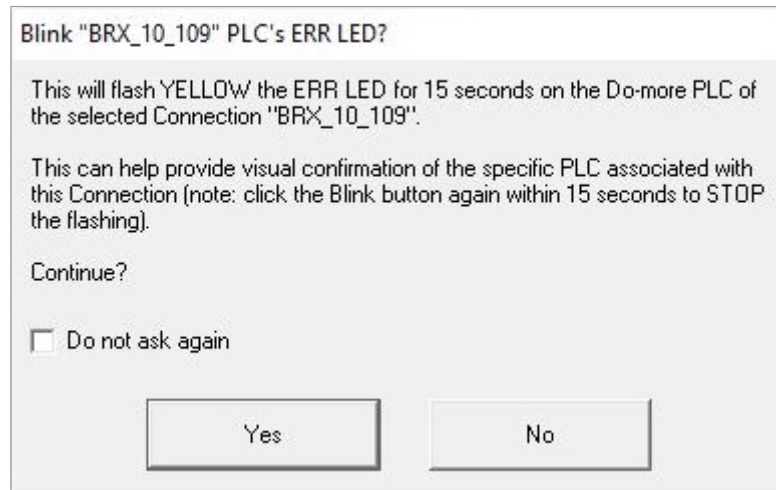 Blink "BRX_10_109" PLC's ERR LED?
This will flash YELLOW the ERR LED for 15 seconds on the Do-more PLC of
the selected Connection "BRX_10_109".
This can help provide visual confirmation of the specific PLC associated with
this Connection (note: click the Blink button again within 15 seconds to STOP
the flashing).
Continue?
Do not ask again
Yes
No